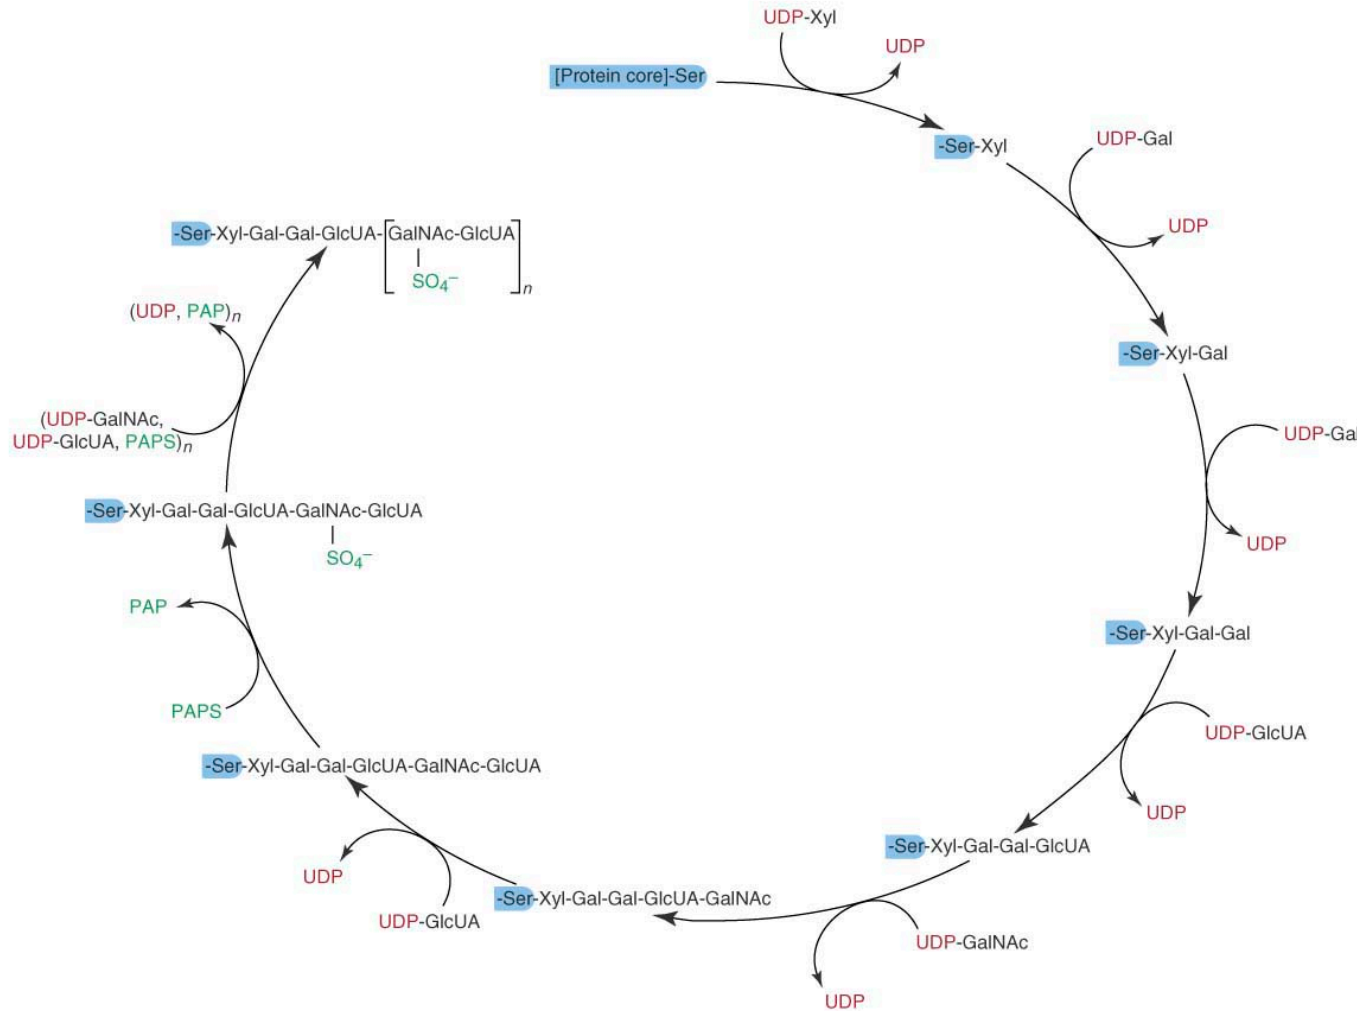 UDP-Xyl
UDP
[Protein core]-Ser
-Ser-Xyl
UDP-Gal
UDP
-Ser-Xyl-Gal
UDP-Gal
UDP
-Ser-Xyl-Gal-Gal
UDP-GlcUA
UDP
-Ser-Xyl-Gal-Gal-GlcUA
UDP-GalNAc
UDP
-Ser-Xyl-Gal-Gal-GlcUA-GalNAc
UDP-GlcUA
UDP
-Ser-Xyl-Gal-Gal-GlcUA-GalNAc-GlcUA
PAPS
PAP
-Ser-Xyl-Gal-Gal-GlcUA-GalNAc-GlcUA
SO₄⁻
(UDP-GalNAc,
UDP-GlcUA, PAPS)n
(UDP, PAP)n
-Ser-Xyl-Gal-Gal-GlcUA-[GalNAc-GlcUA]n
SO₄⁻